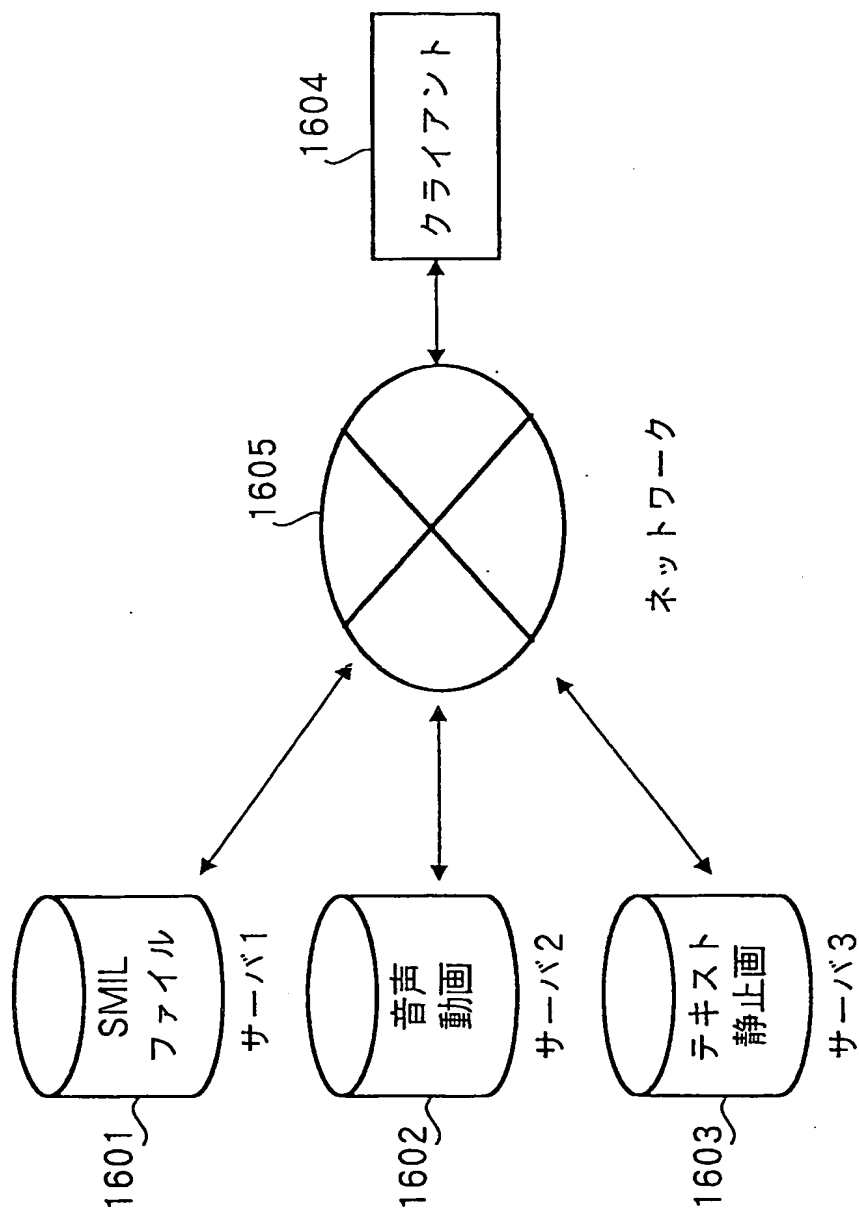 1601
SMIL
ファイル
サーバ1
1602
音声
動画
サーバ2
1603
テキスト
静止画
サーバ3
1605
ネットワーク
1604
クライアント